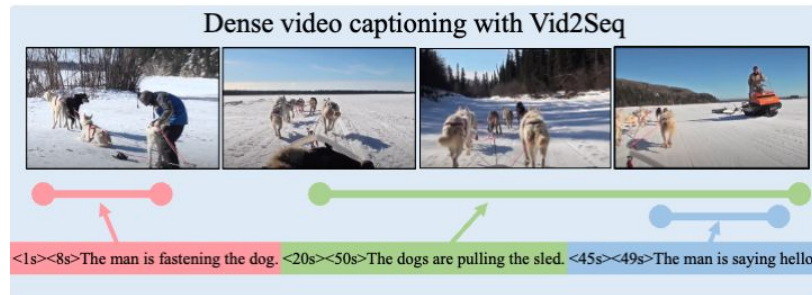 Dense video captioning with Vid2Seq
<1s><8s>The man is fastening the dog. <20s><50s>The dogs are pulling the sled. <45s><49s>The man is saying hello